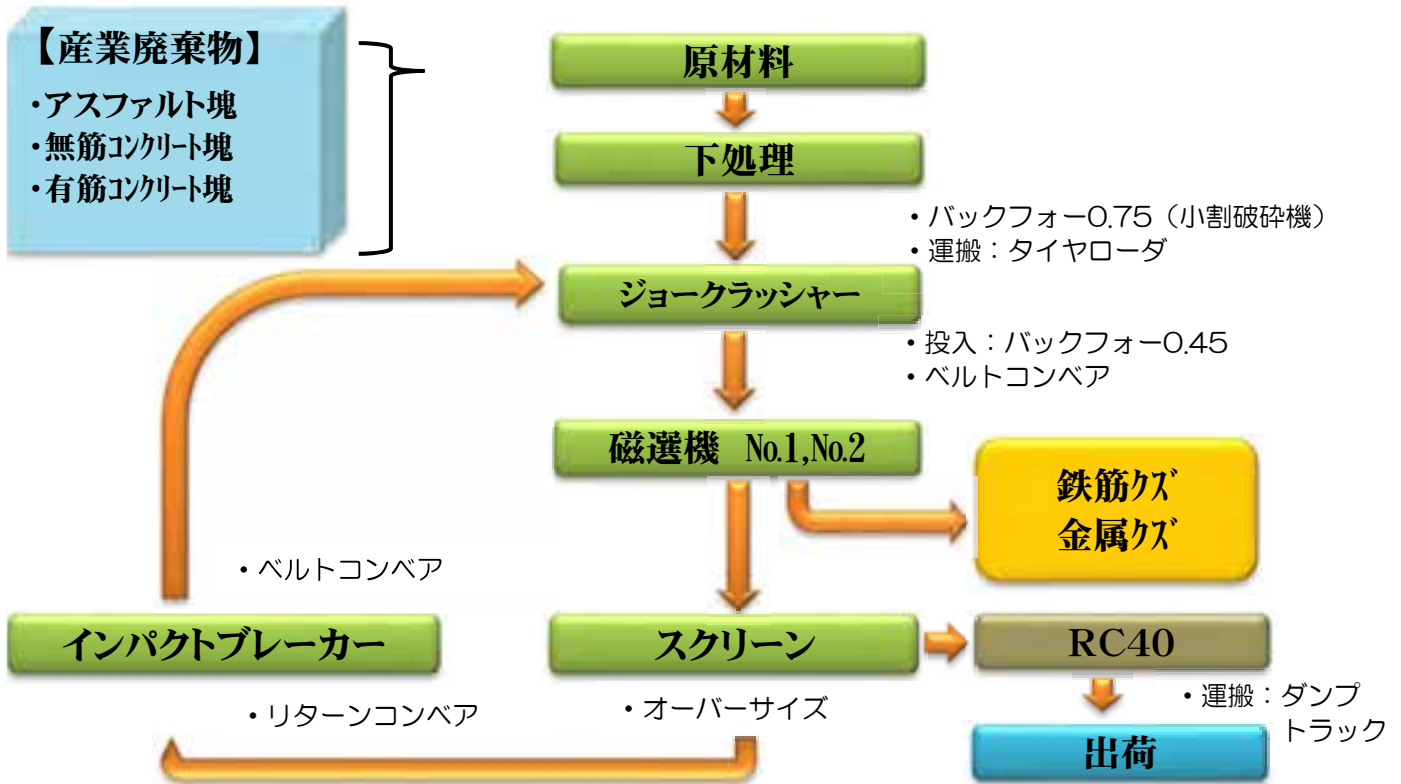 【産業廃棄物】
・アスファルト塊
・無筋ｺﾝｸﾘｰﾄ塊
・有筋ｺﾝｸﾘｰﾄ塊
原材料
下処理
・バックフォー0.75（小割破砕機）
・運搬：タイヤローダ
ジョークラッシャー
・投入：バックフォー0.45
・ベルトコンベア
磁選機 No.1,No.2
鉄筋ｸｽﾞ
金属ｸｽﾞ
・ベルトコンベア
インパクトブレーカー
スクリーン
RC40
・リターンコンベア
・オーバーサイズ
・運搬：ダンプ
トラック
出荷